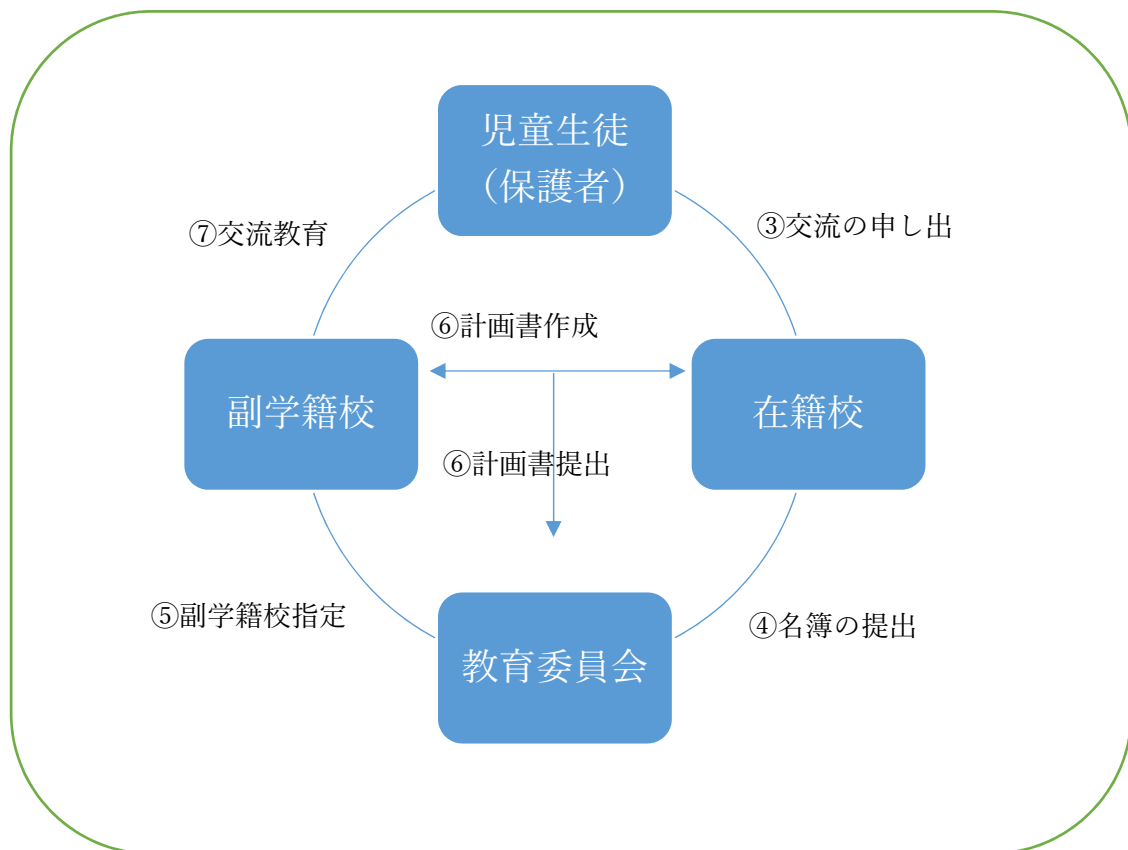 児童生徒
（保護者）
⑦交流教育
③交流の申し出
⑥計画書作成
副学籍校
在籍校
⑥計画書提出
⑤副学籍校指定
④名簿の提出
教育委員会